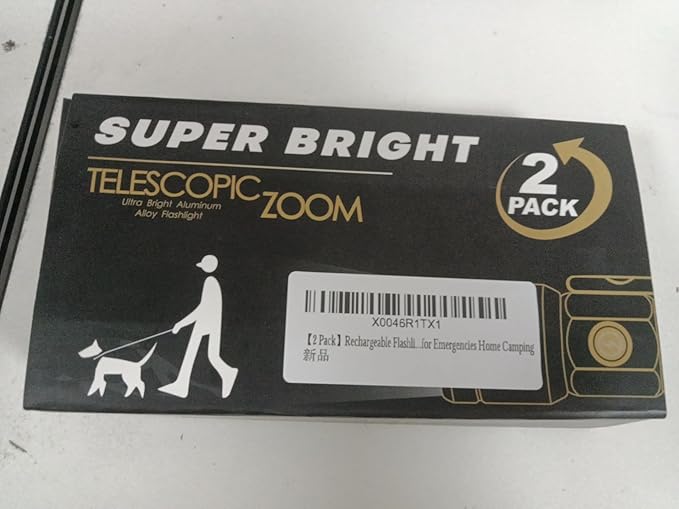 SUPER BRIGHT
TELESCOPIC ZOOM
Ultra Bright Aluminum
Alloy Flashlight
2
PACK
X0046R1TX1
【2 Pack】Rechargeable Flashli...for Emergencies Home Camping
新品